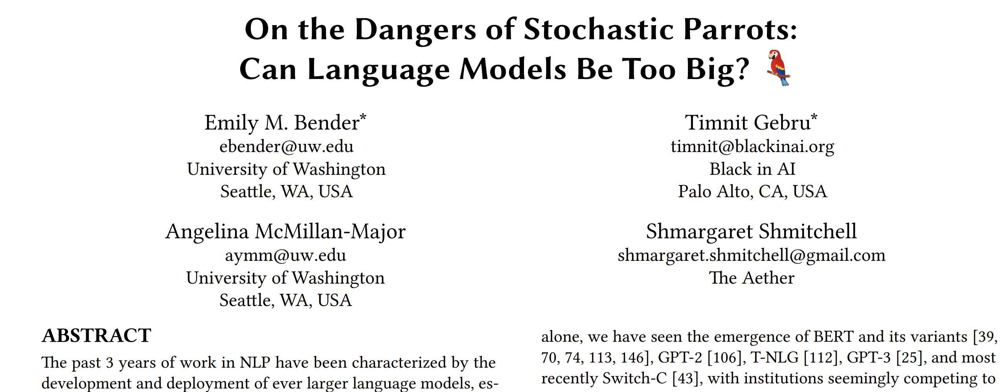 On the Dangers of Stochastic Parrots:
Can Language Models Be Too Big? 🦜
Emily M. Bender*
ebender@uw.edu
University of Washington
Seattle, WA, USA
Timnit Gebru*
timnit@blackinai.org
Black in AI
Palo Alto, CA, USA
Angelina McMillan-Major
aymm@uw.edu
University of Washington
Seattle, WA, USA
Shmargaret Shmitchell
shmargaret.shmitchell@gmail.com
The Aether
ABSTRACT
The past 3 years of work in NLP have been characterized by the
development and deployment of ever larger language models, es-
alone, we have seen the emergence of BERT and its variants [39,
70, 74, 113, 146], GPT-2 [106], T-NLG [112], GPT-3 [25], and most
recently Switch-C [43], with institutions seemingly competing to